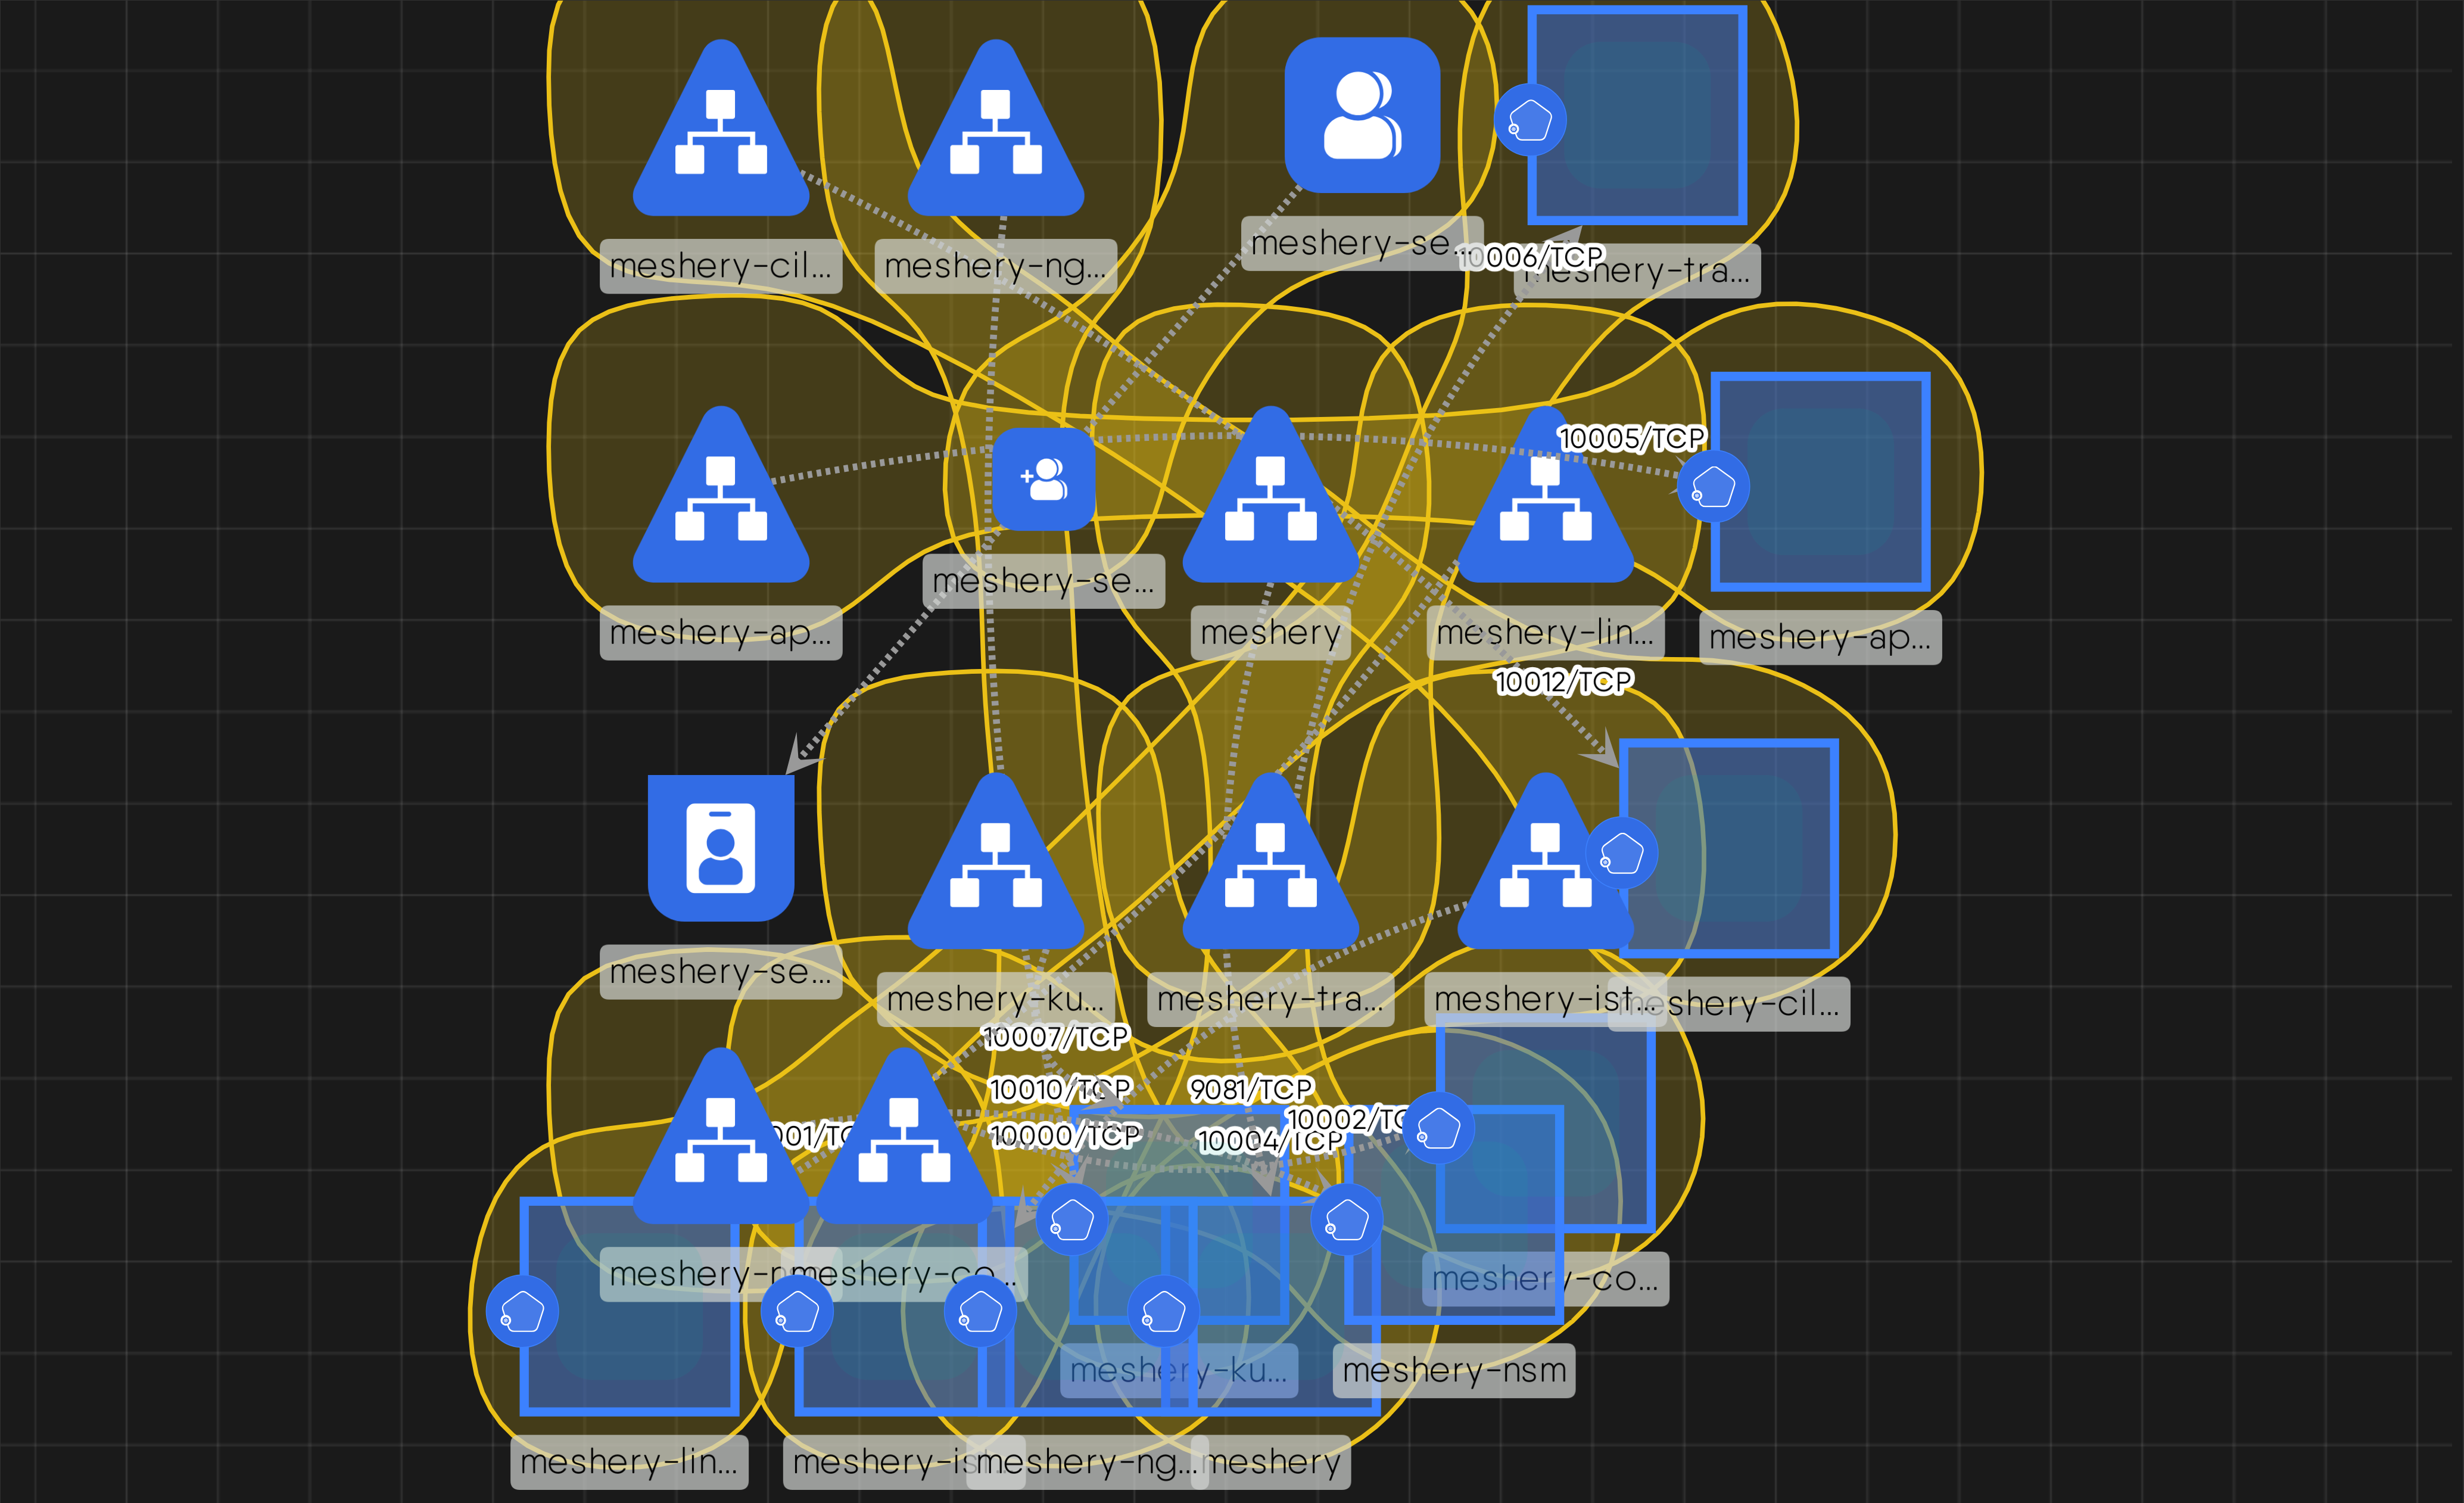 meshery-cil...
meshery-ng...
meshery-se...
10006/TCP
meshery-tra...
10005/TCP
meshery-se...
meshery-ap...
meshery
meshery-lin...
meshery-ap...
10012/TCP
meshery-se...
meshery-ku...
meshery-tra...
meshery-ist...
meshery-cil...
10007/TCP
10010/TCP
9081/TCP
10002/TC
001/TC
10000/TCP
10004/TCP
meshery-n
meshery-co...
meshery-co...
meshery-ku...
meshery-nsm
meshery-lin...
meshery-is
meshery-ng...
meshery